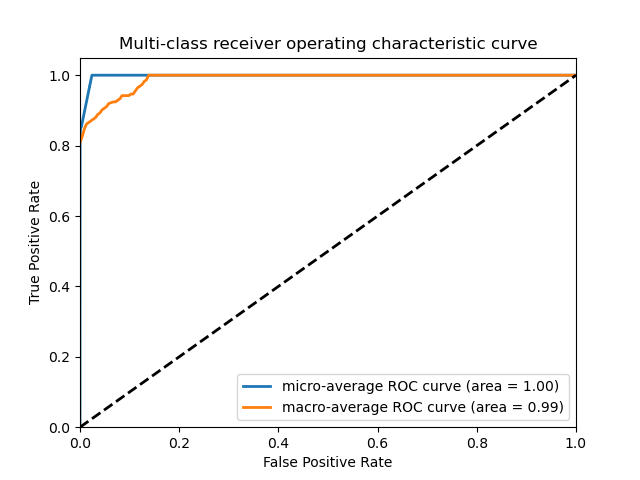 Multi-class receiver operating characteristic curve
True Positive Rate
1.0
0.8
0.6
0.4
0.2
0.0
micro-average ROC curve (area = 1.00)
macro-average ROC curve (area = 0.99)
0.0 0.2 0.4 0.6 0.8 1.0
False Positive Rate